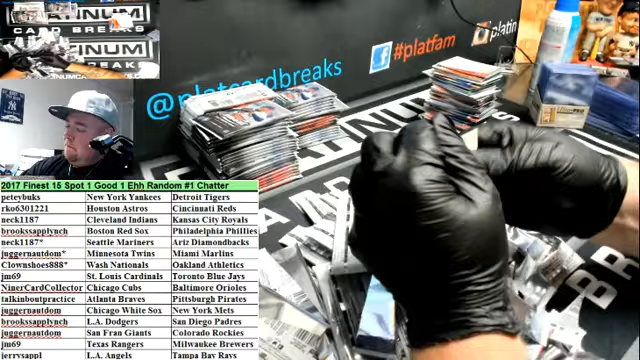 PLATINUM
CARD BREAKS
@platcardbreaks
#platfam
platin
2017 Finest 15 Spot 1 Good 1 Ehh Random #1 Chatter
peteybuks New York Yankees Detroit Tigers
rko6301221 Houston Astros Cincinnati Reds
neck1187 Cleveland Indians Kansas City Royals
brookssapplynch Boston Red Sox Philadelphia Phillies
neck1187* Seattle Mariners Ariz Diamondbacks
juggernautdom* Minnesota Twins Miami Marlins
Clownshoes888* Wash Nationals Oakland Athletics
jm69 St. Louis Cardinals Toronto Blue Jays
NinerCardCollector Chicago Cubs Baltimore Orioles
talkinboutpractice Atlanta Braves Pittsburgh Pirates
juggernautdom Chicago White Sox New York Mets
brookssapplynch L.A. Dodgers San Diego Padres
juggernautdom San Fran Giants Colorado Rockies
jm69 Texas Rangers Milwaukee Brewers
jerrysappl L.A. Angels Tampa Bay Rays